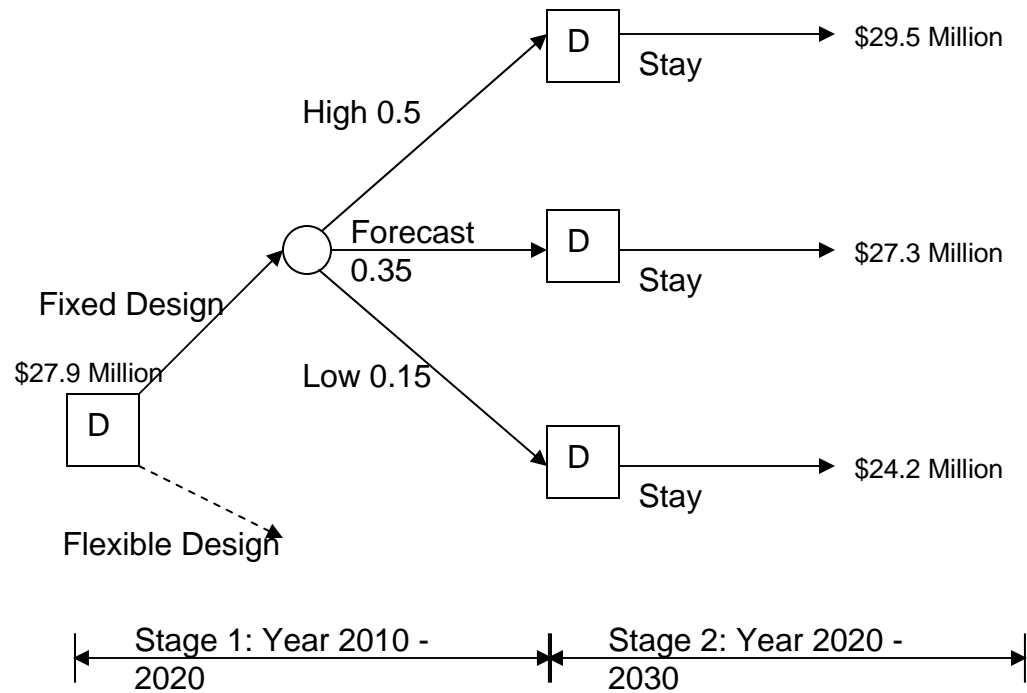 D
$29.5 Million
Stay
High 0.5
Forecast
0.35
D
$27.3 Million
Stay
Fixed Design
$27.9 Million
D
Low 0.15
D
$24.2 Million
Stay
Flexible Design
Stage 1: Year 2010 -
2020
Stage 2: Year 2020 -
2030